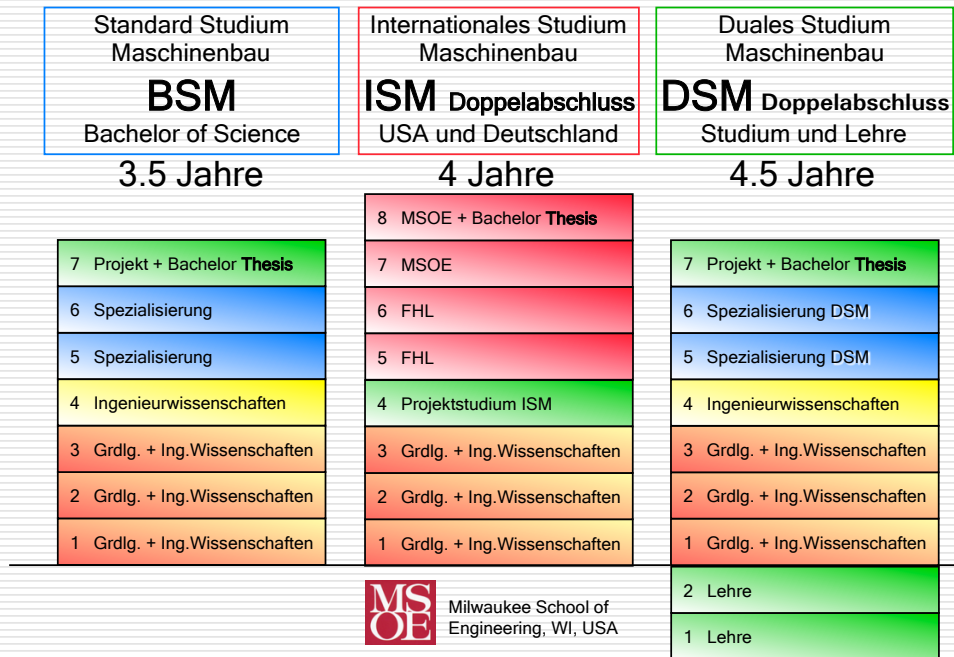 Standard Studium
Maschinenbau
BSM
Bachelor of Science
3.5 Jahre
7 Projekt + Bachelor Thesis
6 Spezialisierung
5 Spezialisierung
4 Ingenieurwissenschaften
3 Grdlg. + Ing.Wissenschaften
2 Grdlg. + Ing.Wissenschaften
1 Grdlg. + Ing.Wissenschaften
Internationales Studium
Maschinenbau
ISM Doppelabschluss
USA und Deutschland
4 Jahre
8 MSOE + Bachelor Thesis
7 MSOE
6 FHL
5 FHL
4 Projektstudium ISM
3 Grdlg. + Ing.Wissenschaften
2 Grdlg. + Ing.Wissenschaften
1 Grdlg. + Ing.Wissenschaften
MS
OE
Milwaukee School of
Engineering, WI, USA
Duales Studium
Maschinenbau
DSM Doppelabschluss
Studium und Lehre
4.5 Jahre
7 Projekt + Bachelor Thesis
6 Spezialisierung DSM
5 Spezialisierung DSM
4 Ingenieurwissenschaften
3 Grdlg. + Ing.Wissenschaften
2 Grdlg. + Ing.Wissenschaften
1 Grdlg. + Ing.Wissenschaften
2 Lehre
1 Lehre